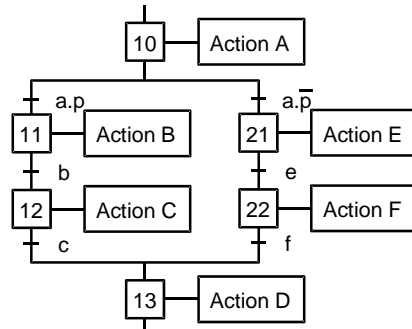 10 Action A
a.p a.p̅
11 Action B 21 Action E
b e
12 Action C 22 Action F
c f
13 Action D